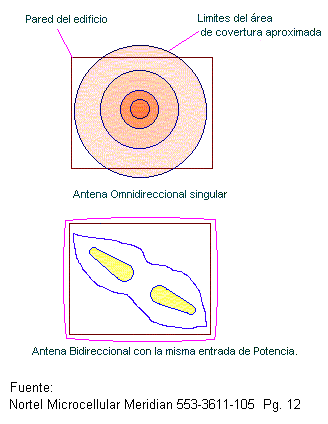 Pared del edificio
Limites del área
de covertura aproximada
Antena Omnidireccional singular
Antena Bidireccional con la misma entrada de Potencia.
Fuente:
Nortel Microcellular Meridian 553-3611-105 Pg. 12